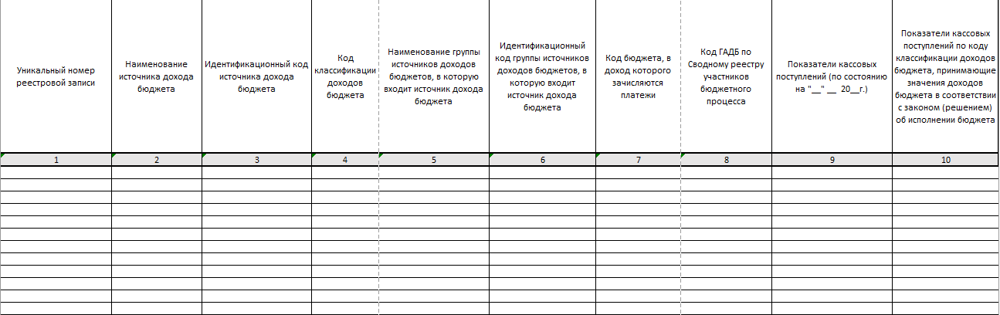 Уникальный номер
реестровой записи
Наименование
источника дохода
бюджета
Идентификационный код
источника дохода
бюджета
Код
классификации
доходов
бюджета
Наименование группы
источников доходов
бюджетов, в которую
входит источник дохода
бюджета
Идентификационный
код группы источников
доходов бюджетов, в
которую входит
источник дохода
бюджета
Код бюджета, в
доход которого
зачисляются
платежи
Код ГАДБ по
Сводному реестру
участников
бюджетного
процесса
Показатели кассовых
поступлений (по состоянию
на "__" __ 20__г.)
Показатели кассовых
поступлений по коду
классификации доходов
бюджета, принимающие
значения доходов
бюджета в соответствии
с законом (решением)
об исполнении бюджета
1 2 3 4 5 6 7 8 9 10